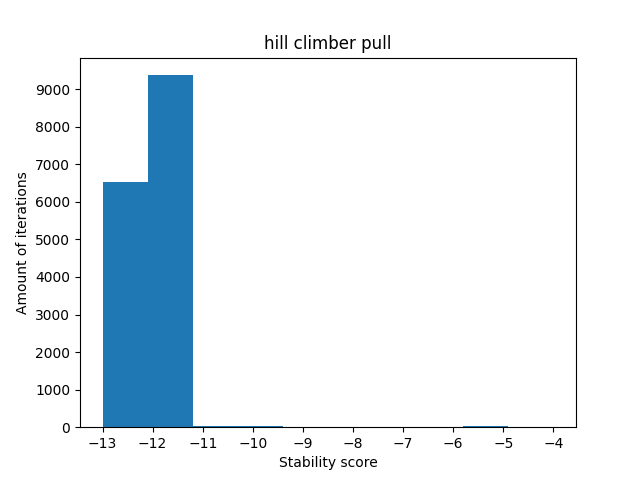 hill climber pull
Amount of iterations
9000
8000
7000
6000
5000
4000
3000
2000
1000
0
−13 −12 −11 −10 −9 −8 −7 −6 −5 −4
Stability score